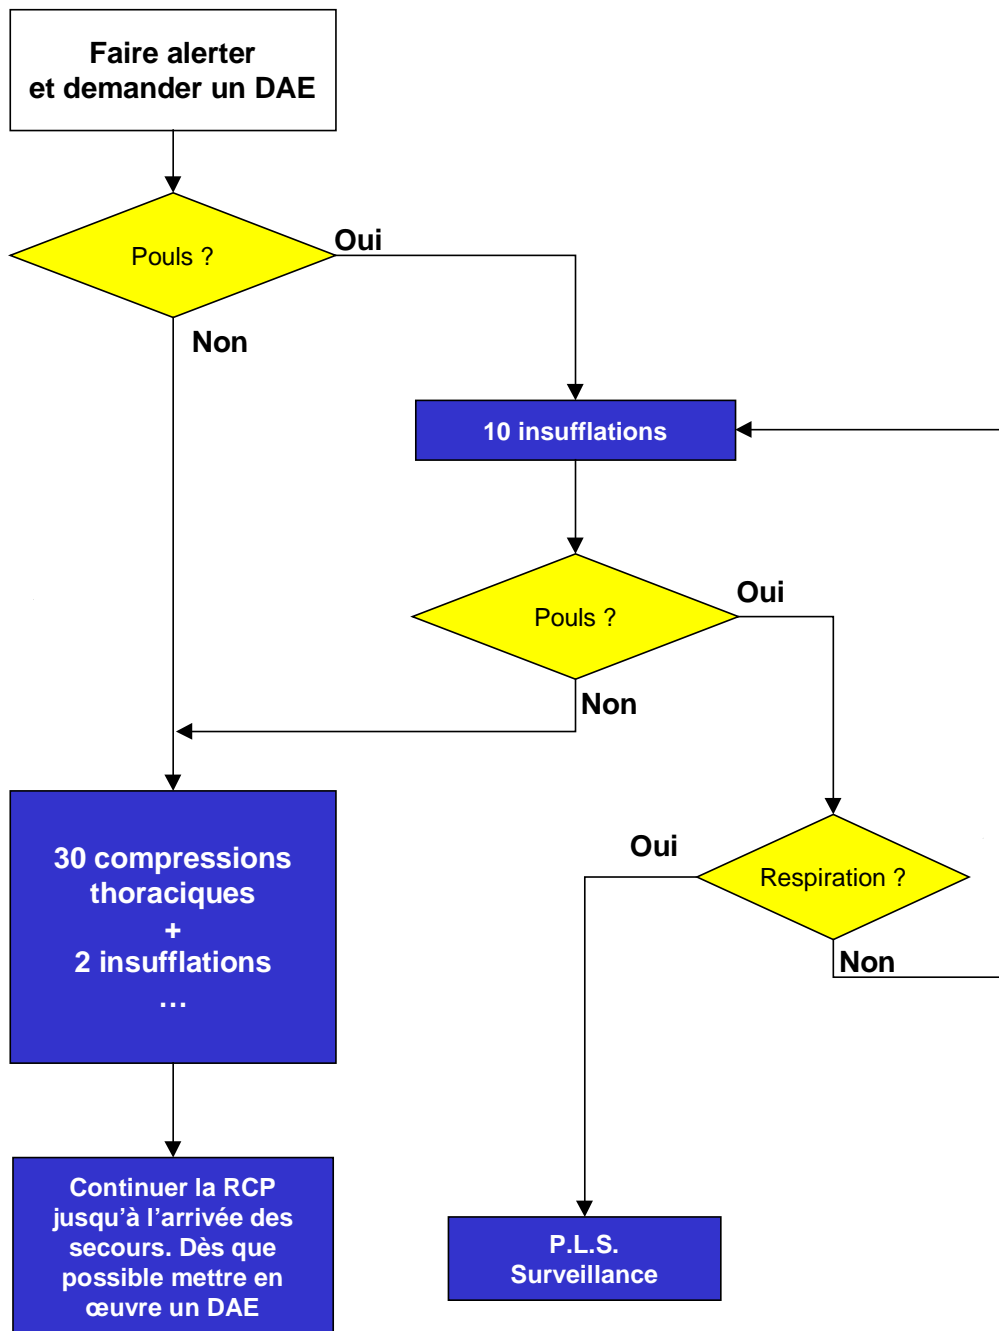 Faire alerter
et demander un DAE
Pouls ?
Oui
Non
10 insufflations
Pouls ?
Oui
Non
30 compressions
thoraciques
+
2 insufflations
…
Oui
Respiration ?
Non
Continuer la RCP
jusqu’à l’arrivée des
secours. Dès que
possible mettre en
œuvre un DAE
P.L.S.
Surveillance